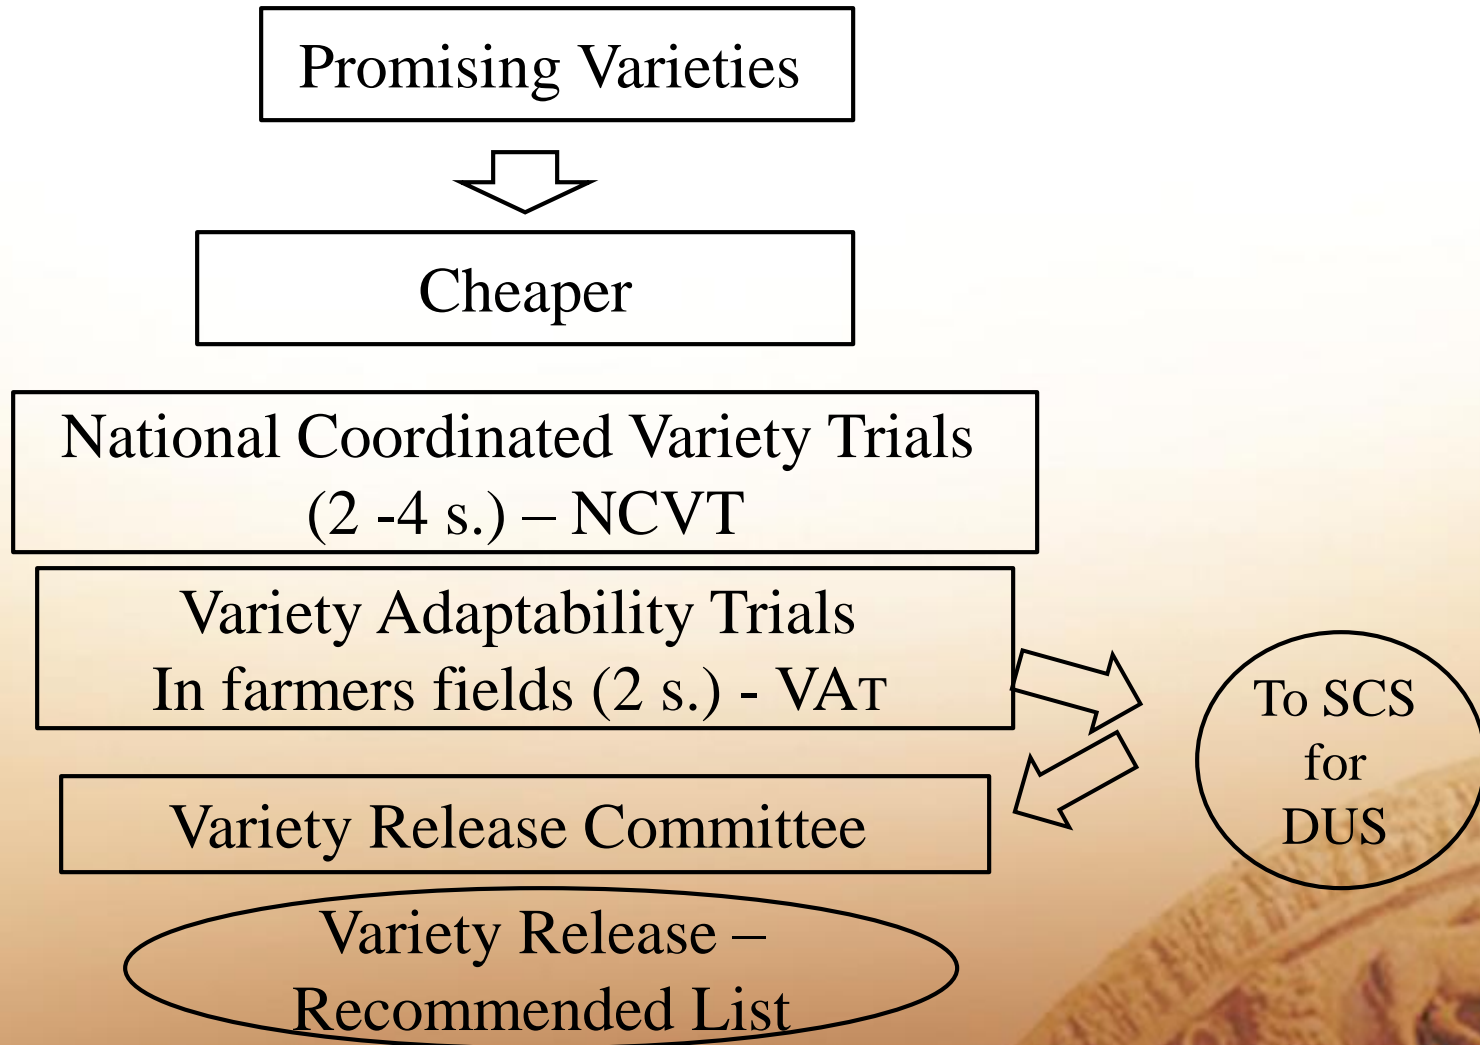 Promising Varieties
Cheaper
National Coordinated Variety Trials
(2 -4 s.) – NCVT
Variety Adaptability Trials
In farmers fields (2 s.) - VAT
To SCS
for
DUS
Variety Release Committee
Variety Release –
Recommended List